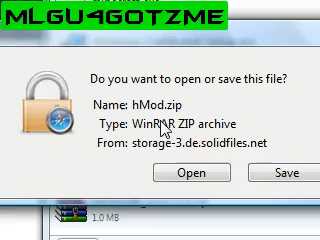 MLGU4GOTZME
Do you want to open or save this file?
Name: hMod.zip
Type: WinRAR ZIP archive
From: storage-3.de.solidfiles.net
Open
Save
1.0 MB